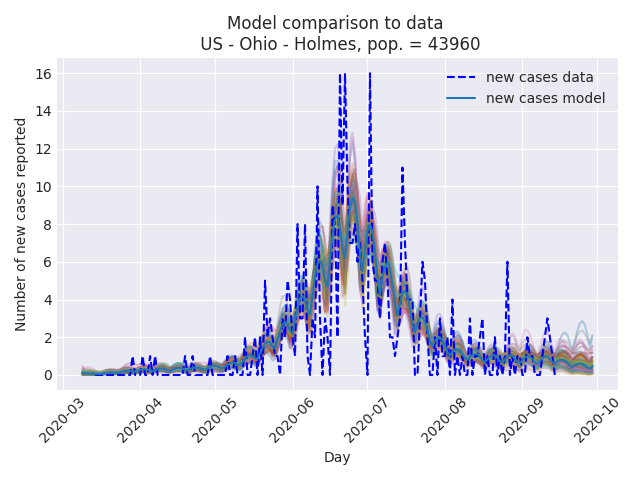 Model comparison to data
US - Ohio - Holmes, pop. = 43960
new cases data
new cases model
Number of new cases reported
16
14
12
10
8
6
4
2
0
2020-03
2020-04
2020-05
2020-06
2020-07
2020-08
2020-09
2020-10
Day